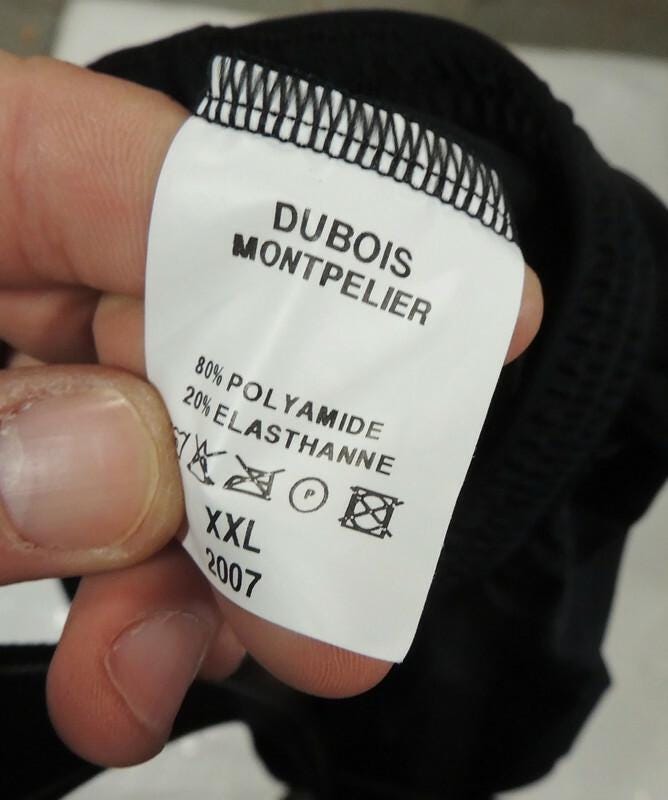 DUBOIS
MONTPELIER
80% POLYAMIDE
20% ELASTHANNE
P
XXL
2007